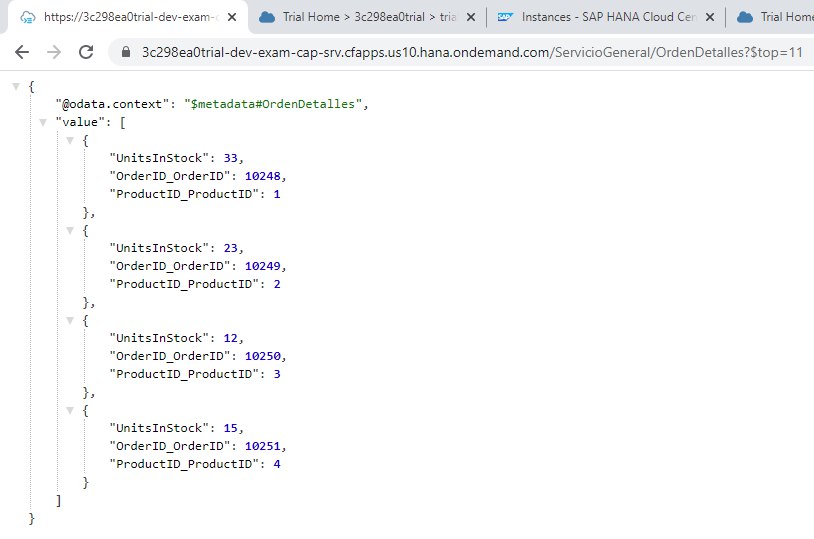 https://3c298ea0trial-dev-exam-
Trial Home > 3c298ea0trial > tria
SAP Instances - SAP HANA Cloud Cen
Trial Home
3c298ea0trial-dev-exam-cap-srv.cfapps.us10.hana.ondemand.com/ServicioGeneral/OrdenDetalles?$top=11
{
"@odata.context": "$metadata#OrdenDetalles",
"value": [
{
"UnitsInStock": 33,
"OrderID_OrderID": 10248,
"ProductID_ProductID": 1
},
{
"UnitsInStock": 23,
"OrderID_OrderID": 10249,
"ProductID_ProductID": 2
},
{
"UnitsInStock": 12,
"OrderID_OrderID": 10250,
"ProductID_ProductID": 3
},
{
"UnitsInStock": 15,
"OrderID_OrderID": 10251,
"ProductID_ProductID": 4
}
]
}